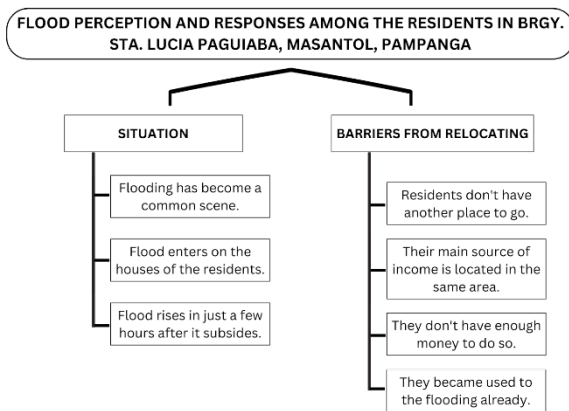 FLOOD PERCEPTION AND RESPONSES AMONG THE RESIDENTS IN BRGY.
STA. LUCIA PAGUIABA, MASANTOL, PAMPANGA
SITUATION
Flooding has become a
common scene.
Flood enters on the
houses of the residents.
Flood rises in just a few
hours after it subsides.
BARRIERS FROM RELOCATING
Residents don't have
another place to go.
Their main source of
income is located in the
same area.
They don't have enough
money to do so.
They became used to
the flooding already.